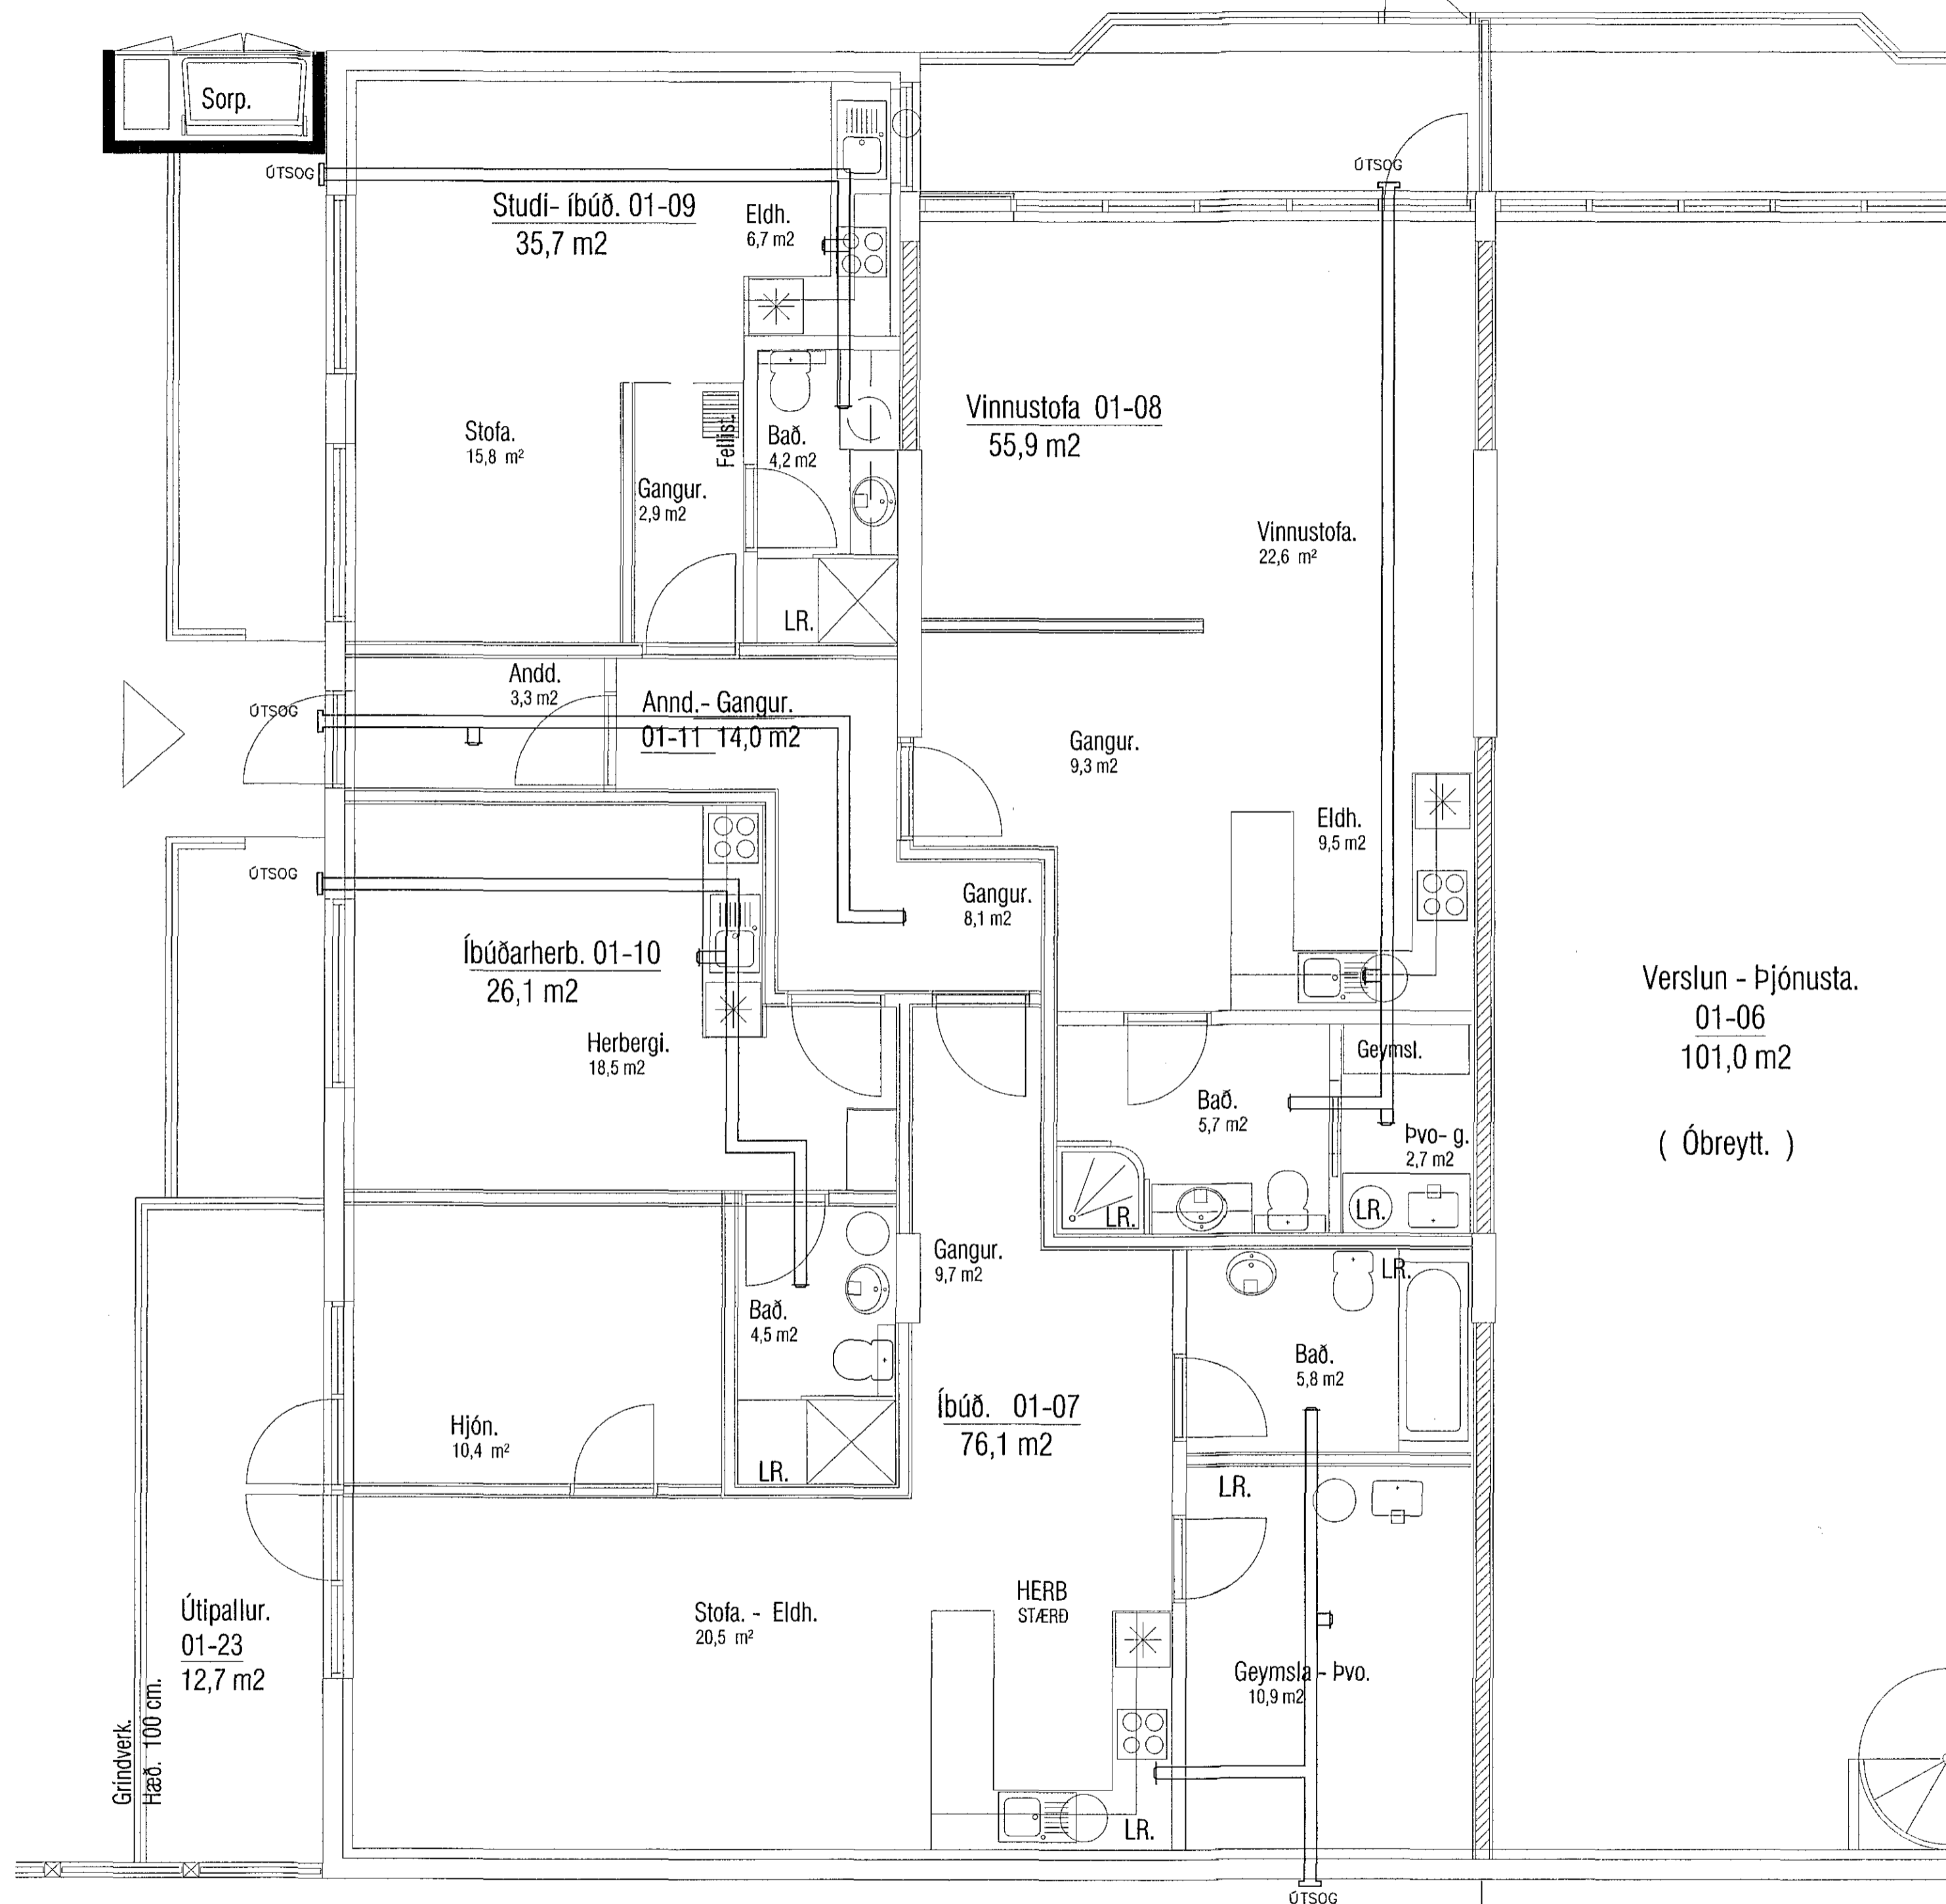 Sorp.
ÚTSOG
Studí- íbúð. 01-09
35,7 m2
Eldh.
6,7 m2
Stofa.
15,8 m²
Fellist.
Bað.
4,2 m2
Gangur.
2,9 m2
LR.
ÚTSOG
Vinnustofa 01-08
55,9 m2
Vinnustofa.
22,6 m²
Andd.
3,3 m2
Annd.- Gangur.
01-11 14,0 m2
ÚTSOG
Gangur.
9,3 m2
Eldh.
9,5 m2
ÚTSOG
Gangur.
8,1 m2
Íbúðarherb. 01-10
26,1 m2
Herbergi.
18,5 m2
Verslun - Þjónusta.
01-06
101,0 m2
( Óbreytt. )
Geymsl.
Bað.
5,7 m2
Þvo- g.
2,7 m2
LR.
LR.
Gangur.
9,7 m2
LR.
Bað.
4,5 m2
Bað.
5,8 m2
Íbúð. 01-07
76,1 m2
Hjón.
10,4 m²
LR.
LR.
HERB
STÆRÐ
Stofa. - Eldh.
20,5 m²
Útipallur.
01-23
12,7 m2
Geymsla - Þvo.
10,9 m2
Gríndverk.
Hæð. 100 cm.
LR.
ÚTSOG